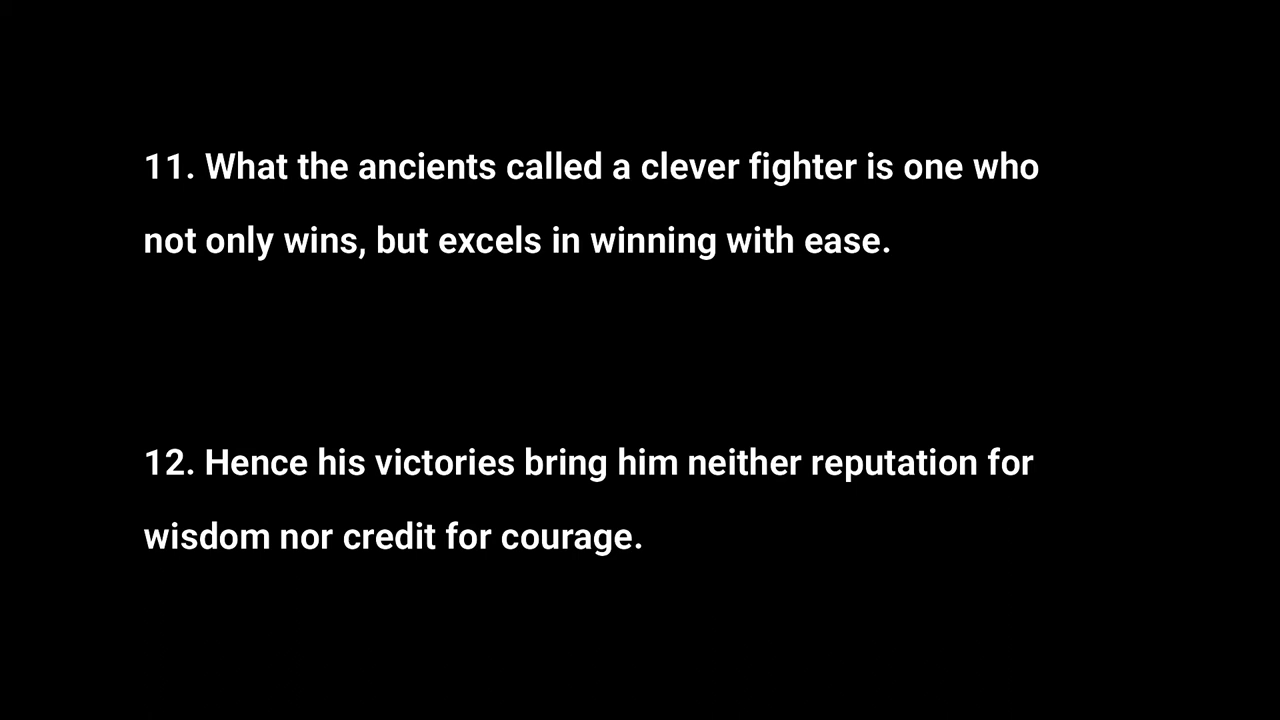 11. What the ancients called a clever fighter is one who
not only wins, but excels in winning with ease.
12. Hence his victories bring him neither reputation for
wisdom nor credit for courage.